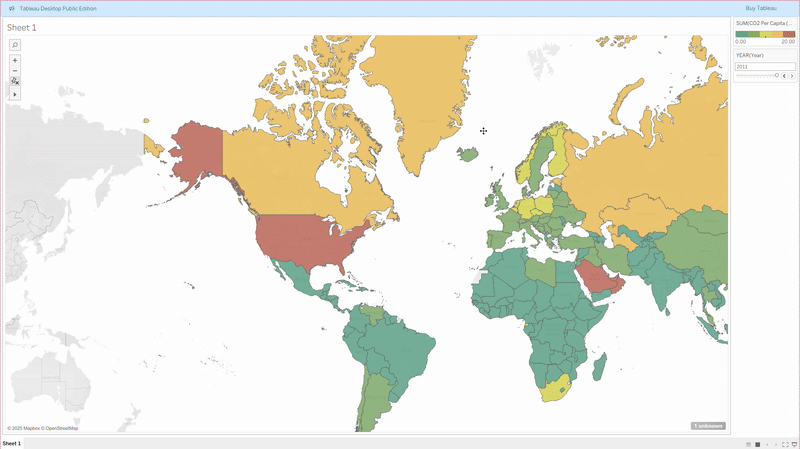 Tableau Desktop Public Edition
Buy Tableau
Sheet 1
SUM(CO2 Per Capita (...
0.00 20.00
YEAR(Year)
2011
© 2025 Mapbox © OpenStreetMap
1 unknown
Sheet 1